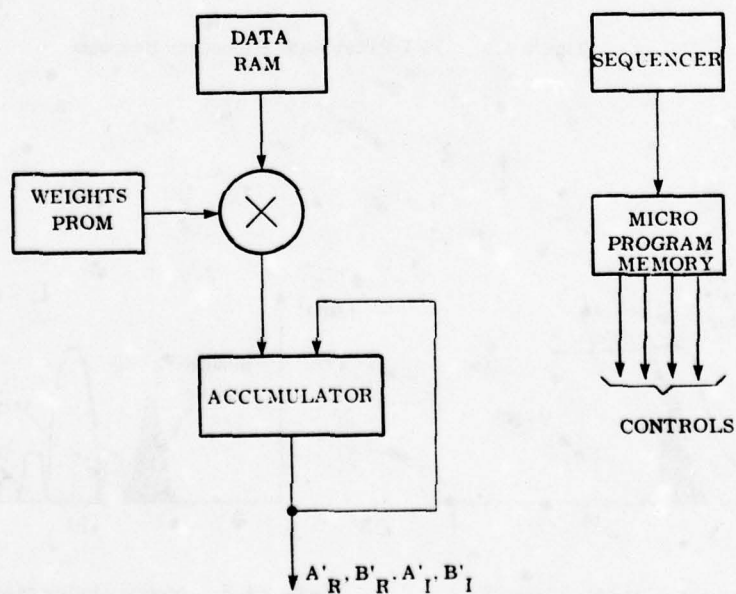 DATA
RAM
SEQUENCER
WEIGHTS
PROM
MICRO
PROGRAM
MEMORY
ACCUMULATOR
CONTROLS
A'R, B'R. A'I, B'I